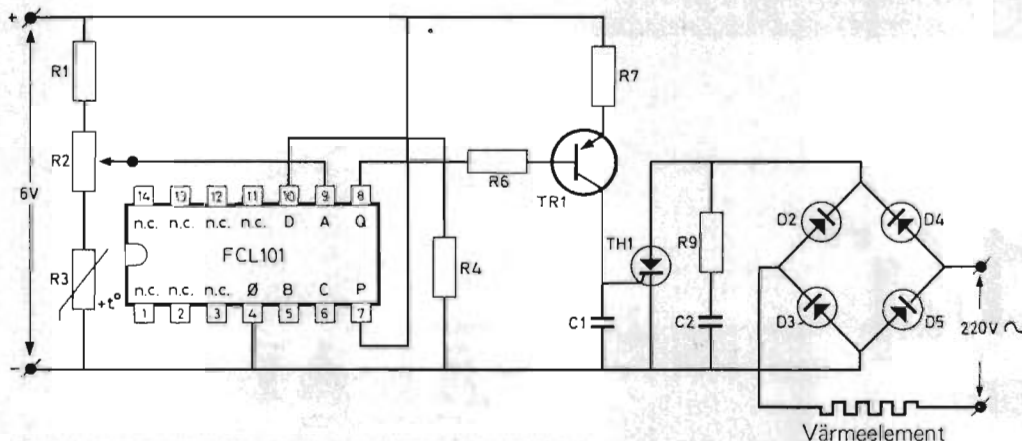 +
R1
R7
R2
6V
R6
TR1
14 13 12 11 10 9 8
n.c. n.c. n.c. n.c. D A Q
FCL101
n.c. n.c. n.c. Ø B C P
1 2 3 4 5 6 7
R3
+t°
R4
TH1
R9
D2
D4
C1
C2
D3
D5
220V ~
−
Värmeelement